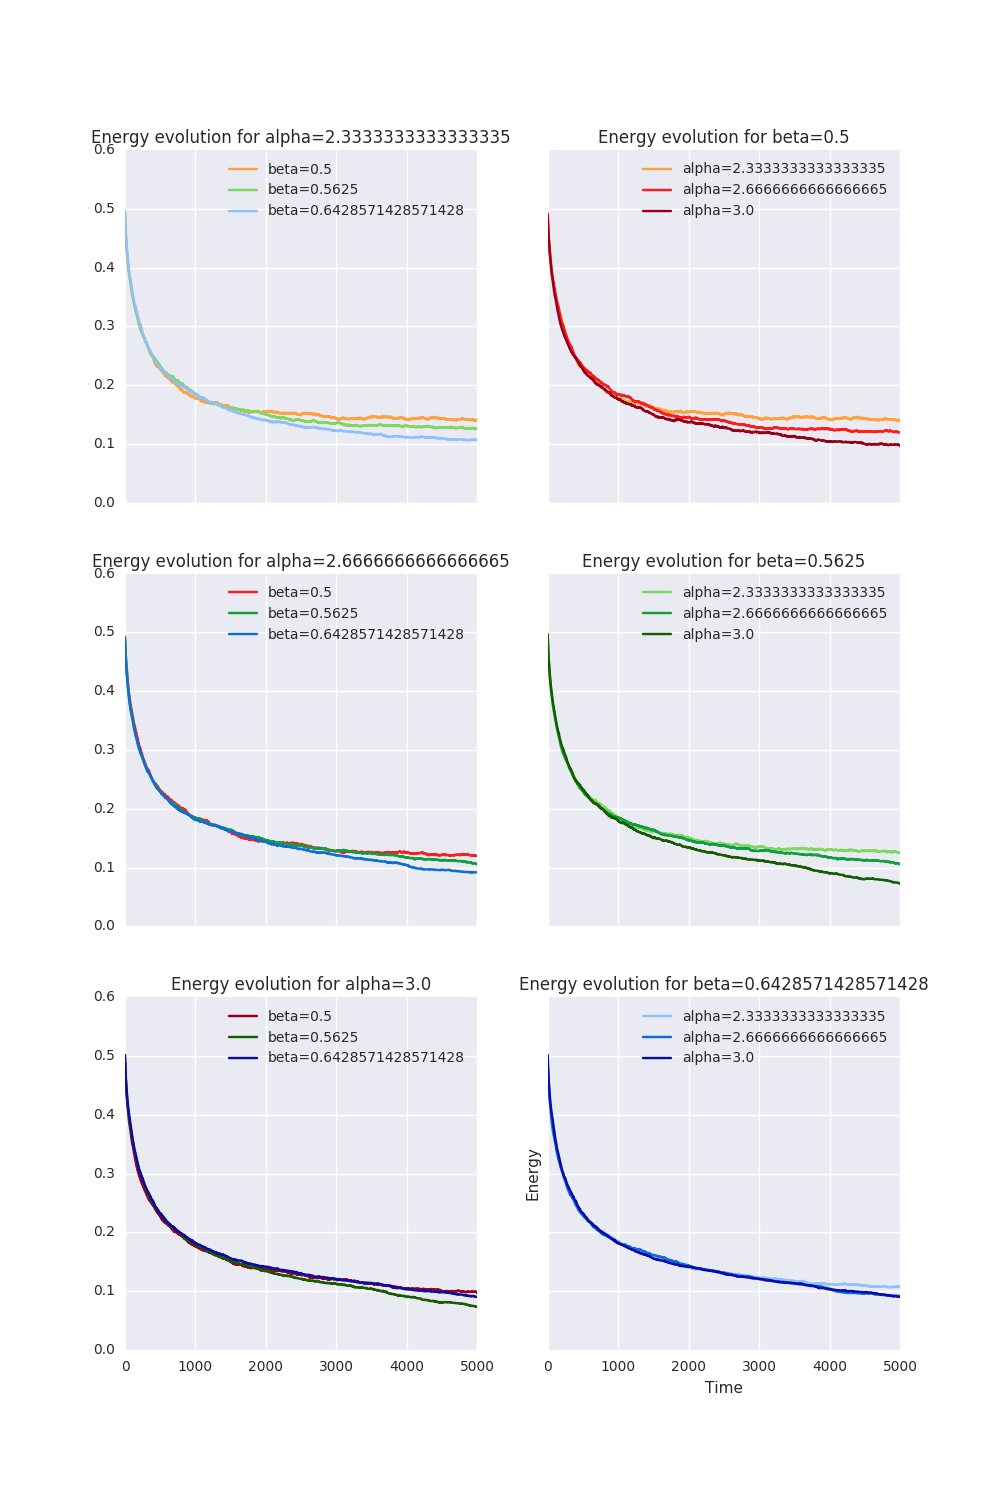 Energy evolution for alpha=2.3333333333333335
0.6
0.5
0.4
0.3
0.2
0.1
0.0
beta=0.5
beta=0.5625
beta=0.6428571428571428
Energy evolution for beta=0.5
alpha=2.3333333333333335
alpha=2.6666666666666665
alpha=3.0
Energy evolution for alpha=2.6666666666666665
0.6
0.5
0.4
0.3
0.2
0.1
0.0
beta=0.5
beta=0.5625
beta=0.6428571428571428
Energy evolution for beta=0.5625
alpha=2.3333333333333335
alpha=2.6666666666666665
alpha=3.0
Energy evolution for alpha=3.0
0.6
0.5
0.4
0.3
0.2
0.1
0.0
beta=0.5
beta=0.5625
beta=0.6428571428571428
0 1000 2000 3000 4000 5000
Energy evolution for beta=0.6428571428571428
alpha=2.3333333333333335
alpha=2.6666666666666665
alpha=3.0
Energy
0 1000 2000 3000 4000 5000
Time